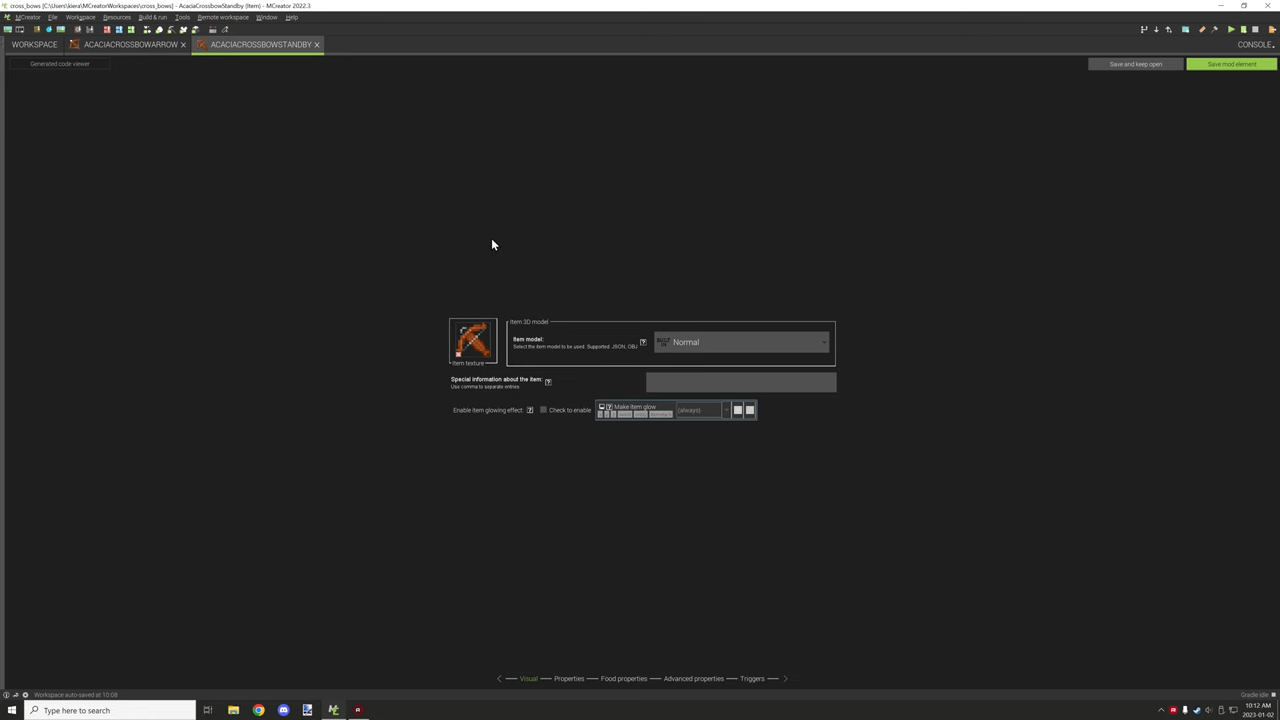 cross_bows [C:\Users\kiera\MCreatorWorkspaces\cross_bows] - AcaciaCrossbowStandby (Item) - MCreator 2022.3
MCreator File Workspace Resources Build & run Tools Remote workspace Window Help
WORKSPACE ACACIACROSSBOWARROW ACACIACROSSBOWSTANDBY CONSOLE
Generated code viewer Save and keep open Save mod element
Item 3D model
Item model: Normal
Select the item model to be used. Supported: JSON, OBJ
Item texture
Special information about the item:
Use comma to separate entries
Enable item glowing effect: Check to enable Make item glow (always)
Visual Properties Food properties Advanced properties Triggers
Workspace auto-saved at 10:08 Gradle idle
Type here to search
10:12 AM
2023-01-02